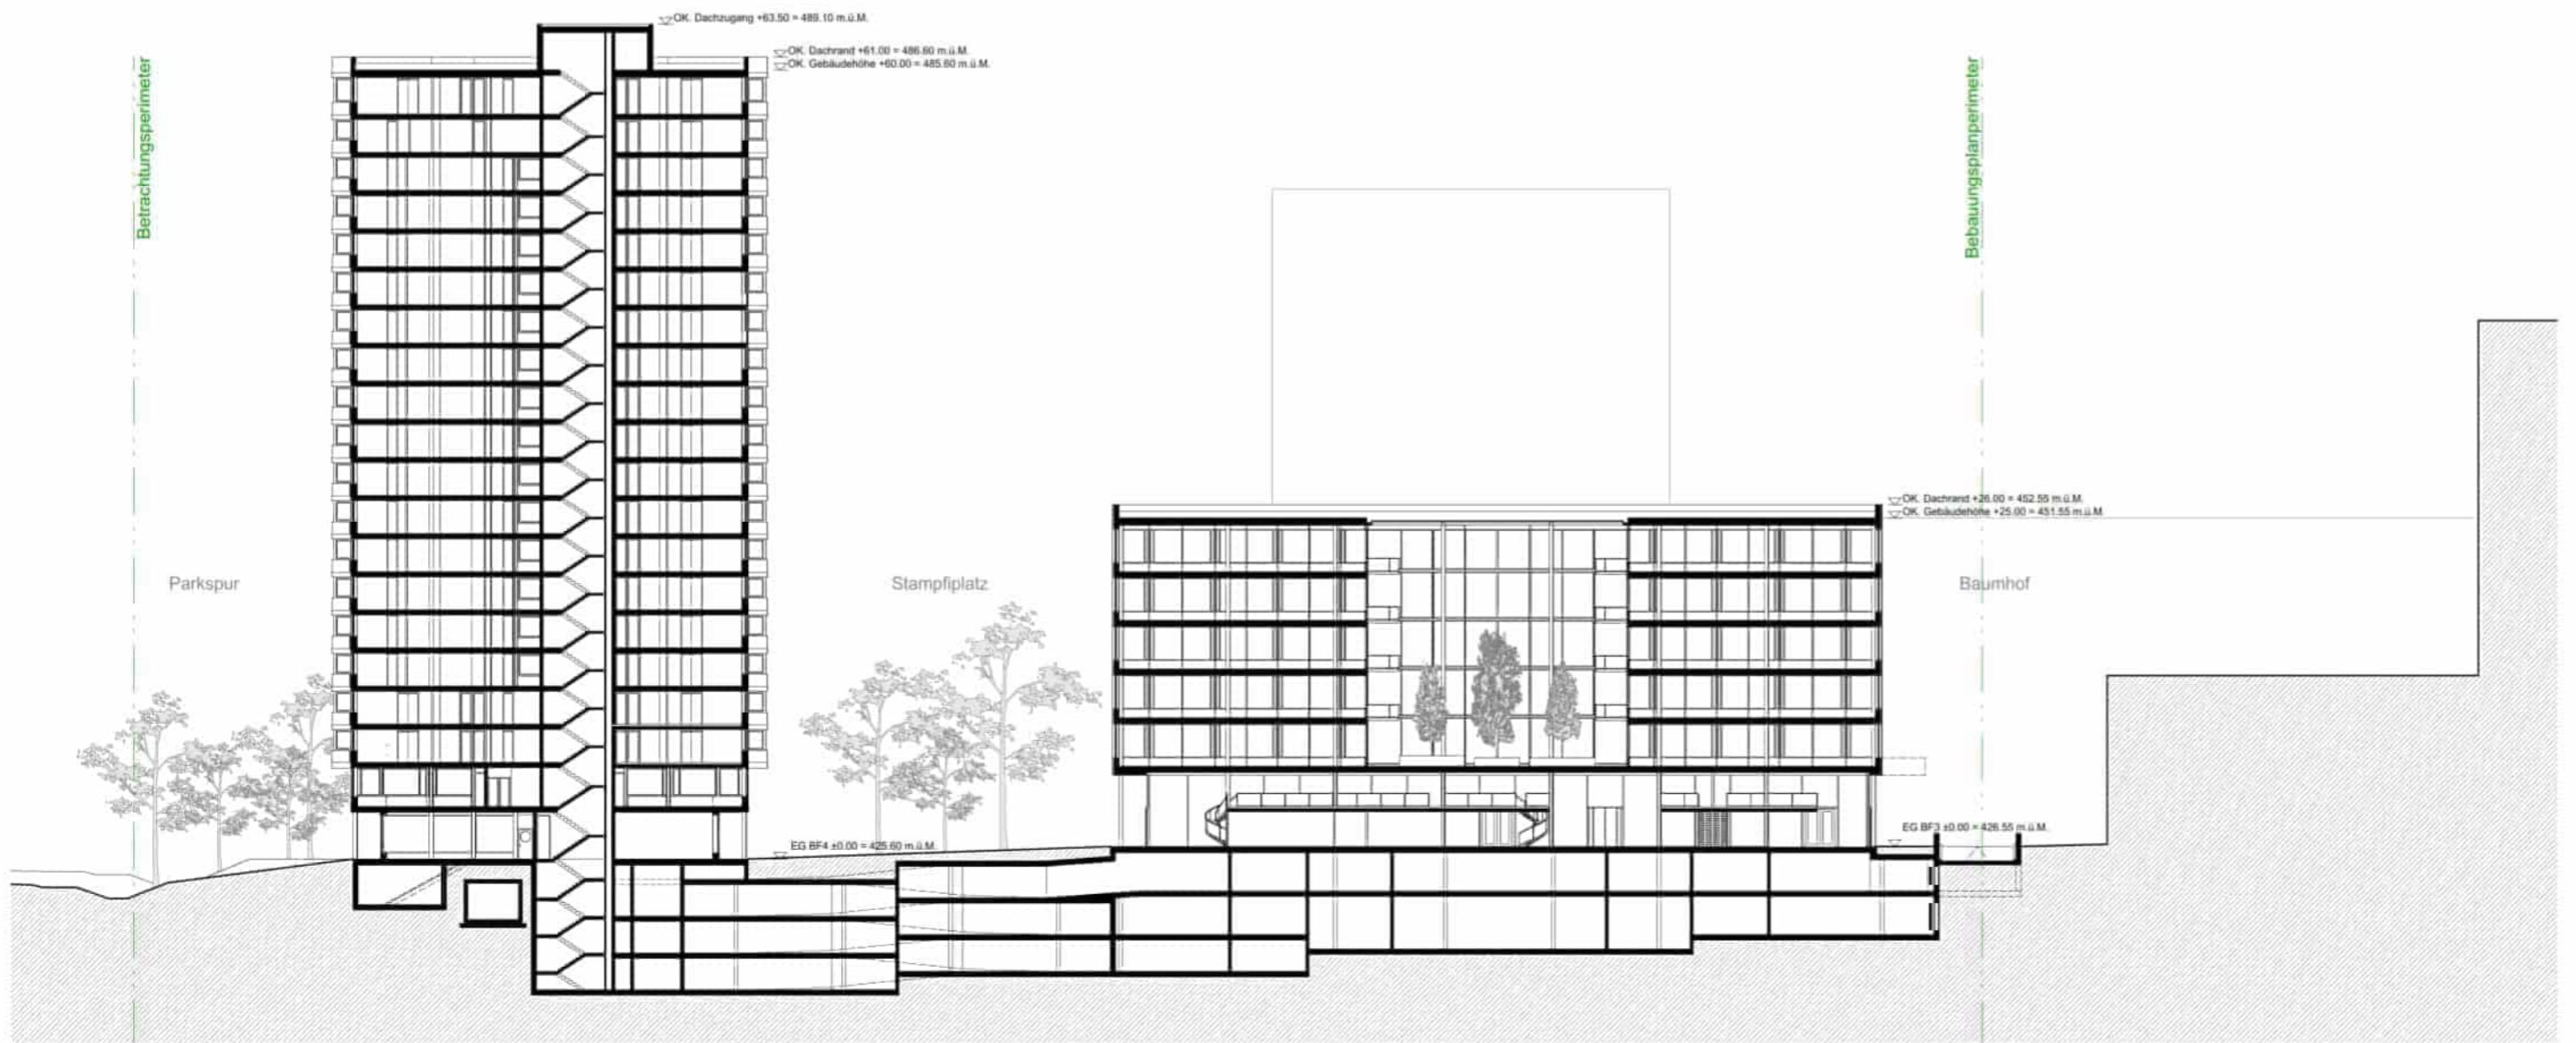 OK. Dachzugang +63.50 = 489.10 m.ü.M.
OK. Dachrand +61.00 = 486.60 m.ü.M.
OK. Gebäudehöhe +60.00 = 485.60 m.ü.M.
Betrachtungsperimeter
Bebauungsplanperimeter
OK. Dachrand +26.00 = 452.55 m.ü.M.
OK. Gebäudehöhe +25.00 = 451.55 m.ü.M.
Parkspur
Stampfiplatz
Baumhof
EG BF3 ±0.00 = 426.55 m.ü.M.
EG BF4 ±0.00 = 425.60 m.ü.M.